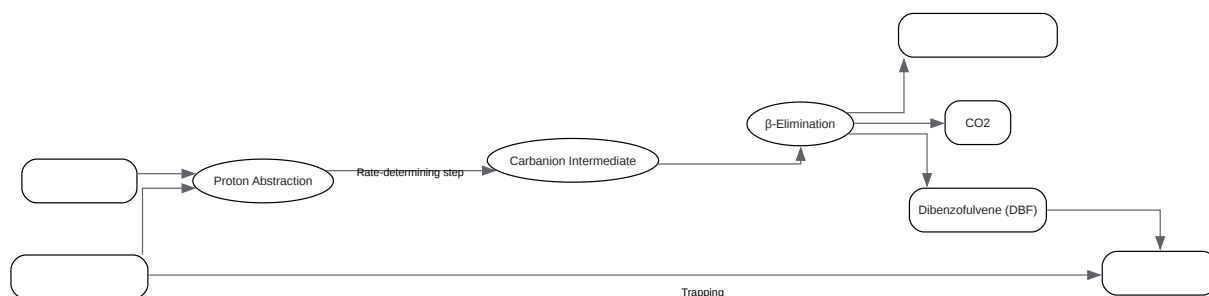 Proton Abstraction
Rate-determining step
Carbanion Intermediate
β-Elimination
CO2
Dibenzofulvene (DBF)
Trapping